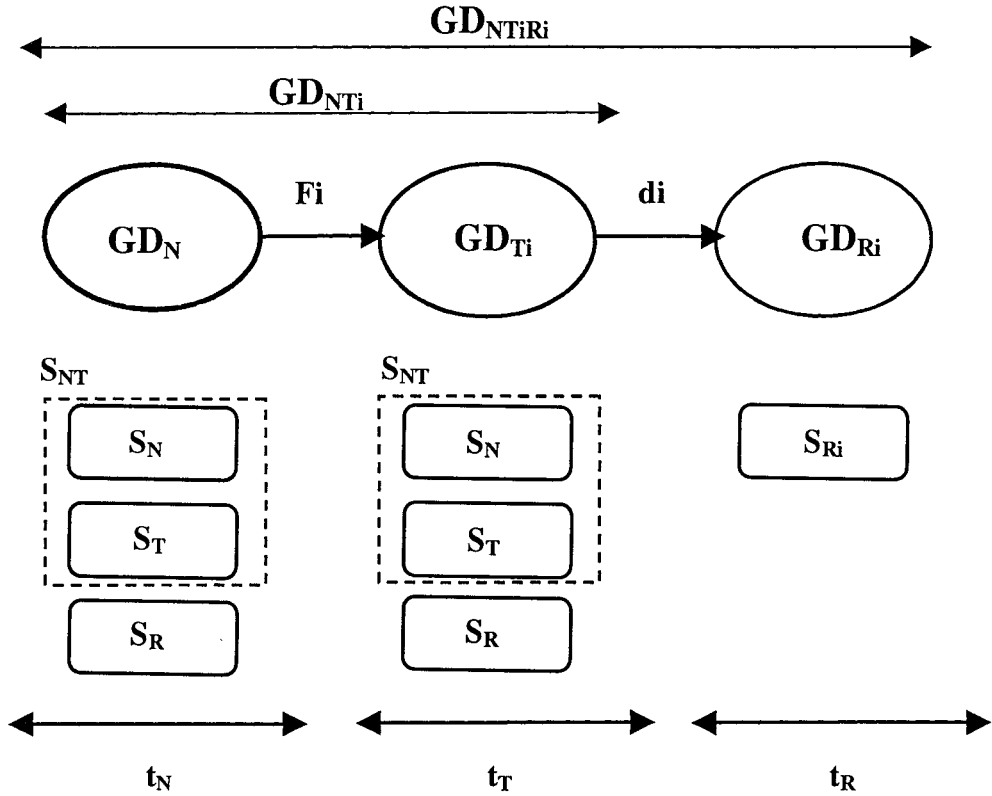 GD_NTiRi
GD_NTi
Fi
di
GD_N
GD_Ti
GD_Ri
S_NT
S_NT
S_N
S_N
S_Ri
S_T
S_T
S_R
S_R
t_N
t_T
t_R